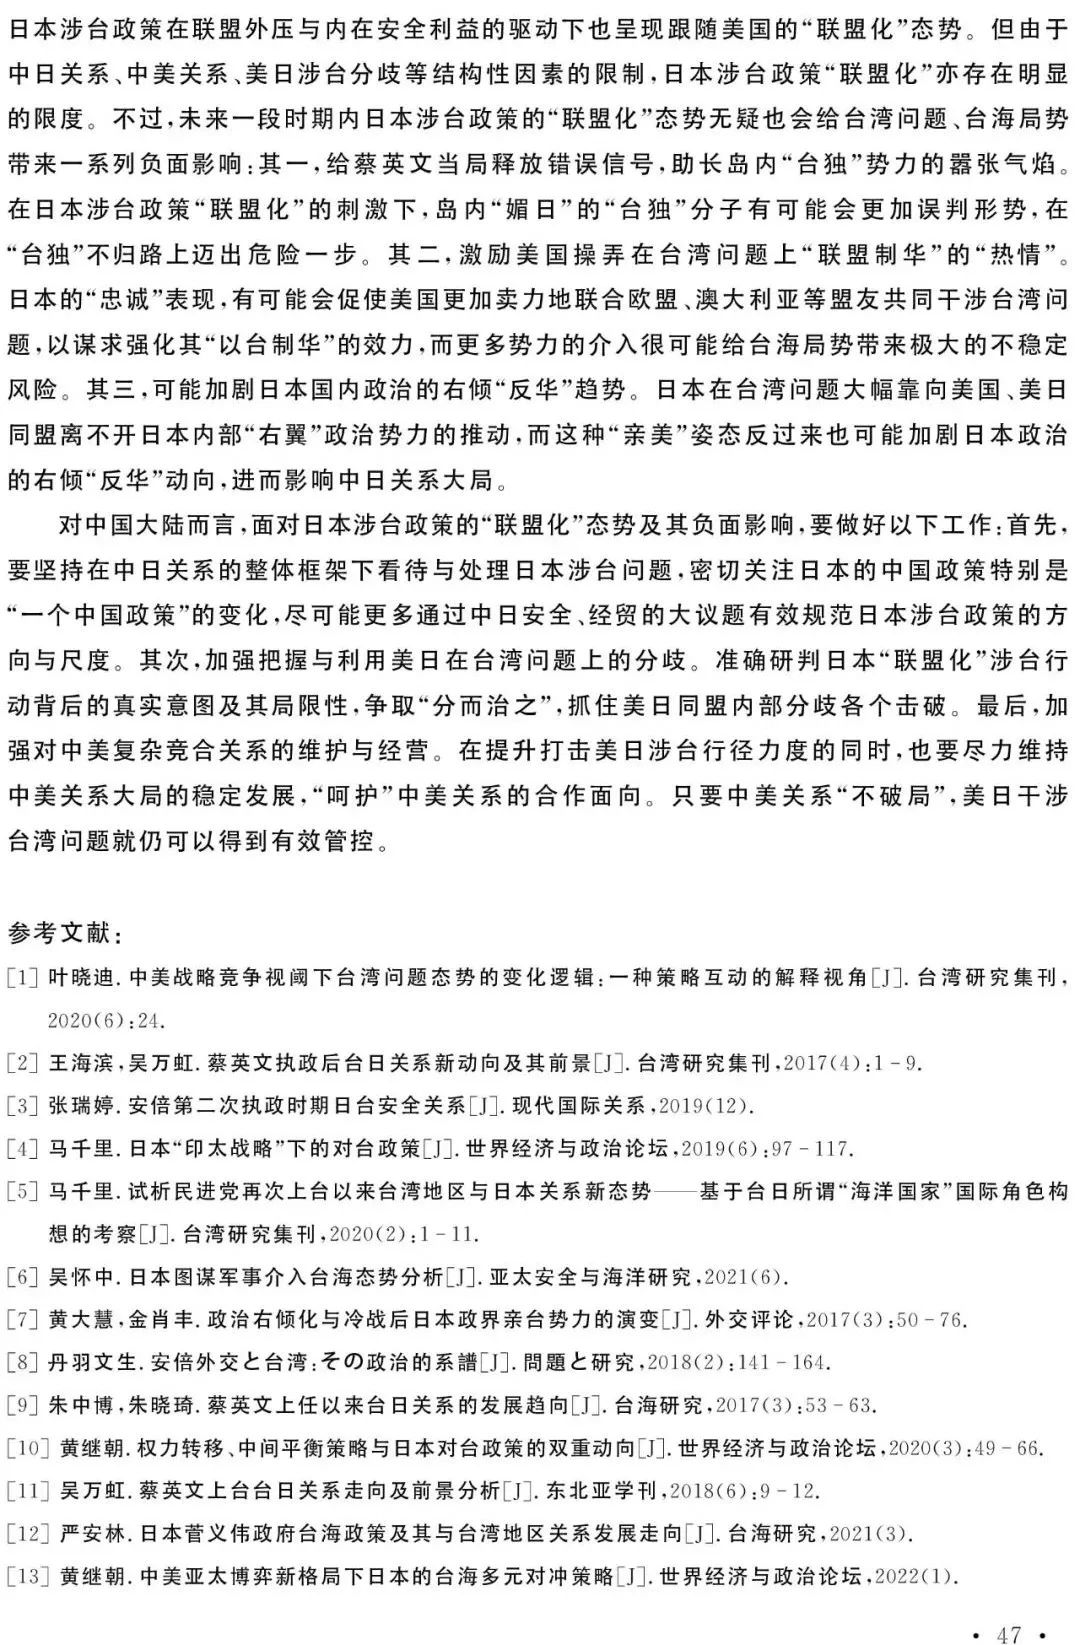 日本涉台政策在联盟外压与内在安全利益的驱动下也呈现跟随美国的“联盟化”态势。但由于
中日关系、中美关系、美日涉台分歧等结构性因素的限制,日本涉台政策“联盟化”亦存在明显
的限度。不过,未来一段时期内日本涉台政策的“联盟化”态势无疑也会给台湾问题、台海局势
带来一系列负面影响:其一,给蔡英文当局释放错误信号,助长岛内“台独”势力的嚣张气焰。
在日本涉台政策“联盟化”的刺激下,岛内“媚日”的“台独”分子有可能会更加误判形势,在
“台独”不归路上迈出危险一步。其二,激励美国操弄在台湾问题上“联盟制华”的“热情”。
日本的“忠诚”表现,有可能会促使美国更加卖力地联合欧盟、澳大利亚等盟友共同干涉台湾问
题,以谋求强化其“以台制华”的效力,而更多势力的介入很可能给台海局势带来极大的不稳定
风险。其三,可能加剧日本国内政治的右倾“反华”趋势。日本在台湾问题大幅靠向美国、美日
同盟离不开日本内部“右翼”政治势力的推动,而这种“亲美”姿态反过来也可能加剧日本政治
的右倾“反华”动向,进而影响中日关系大局。
对中国大陆而言,面对日本涉台政策的“联盟化”态势及其负面影响,要做好以下工作:首先,
要坚持在中日关系的整体框架下看待与处理日本涉台问题,密切关注日本的中国政策特别是
“一个中国政策”的变化,尽可能更多通过中日安全、经贸的大议题有效规范日本涉台政策的方
向与尺度。其次,加强把握与利用美日在台湾问题上的分歧。准确研判日本“联盟化”涉台行
动背后的真实意图及其局限性,争取“分而治之”,抓住美日同盟内部分歧各个击破。最后,加
强对中美复杂竞合关系的维护与经营。在提升打击美日涉台行径力度的同时,也要尽力维持
中美关系大局的稳定发展,“呵护”中美关系的合作面向。只要中美关系“不破局”,美日干涉
台湾问题就仍可以得到有效管控。
参考文献:
[1] 叶晓迪. 中美战略竞争视阈下台湾问题态势的变化逻辑:一种策略互动的解释视角[J]. 台湾研究集刊,
2020(6):24.
[2] 王海滨,吴万虹. 蔡英文执政后台日关系新动向及其前景[J]. 台湾研究集刊,2017(4):1-9.
[3] 张瑞婷. 安倍第二次执政时期日台安全关系[J]. 现代国际关系,2019(12).
[4] 马千里. 日本“印太战略”下的对台政策[J]. 世界经济与政治论坛,2019(6):97-117.
[5] 马千里. 试析民进党再次上台以来台湾地区与日本关系新态势——基于台日所谓“海洋国家”国际角色构
想的考察[J]. 台湾研究集刊,2020(2):1-11.
[6] 吴怀中. 日本图谋军事介入台海态势分析[J]. 亚太安全与海洋研究,2021(6).
[7] 黄大慧,金肖丰. 政治右倾化与冷战后日本政界亲台势力的演变[J]. 外交评论,2017(3):50-76.
[8] 丹羽文生. 安倍外交と台湾:その政治的系譜[J]. 問題と研究,2018(2):141-164.
[9] 朱中博,朱晓琦. 蔡英文上任以来台日关系的发展趋向[J]. 台海研究,2017(3):53-63.
[10] 黄继朝. 权力转移、中间平衡策略与日本对台政策的双重动向[J]. 世界经济与政治论坛,2020(3):49-66.
[11] 吴万虹. 蔡英文上台台日关系走向及前景分析[J]. 东北亚学刊,2018(6):9-12.
[12] 严安林. 日本菅义伟政府台海政策及其与台湾地区关系发展走向[J]. 台海研究,2021(3).
[13] 黄继朝. 中美亚太博弈新格局下日本的台海多元对冲策略[J]. 世界经济与政治论坛,2022(1).
• 47 •